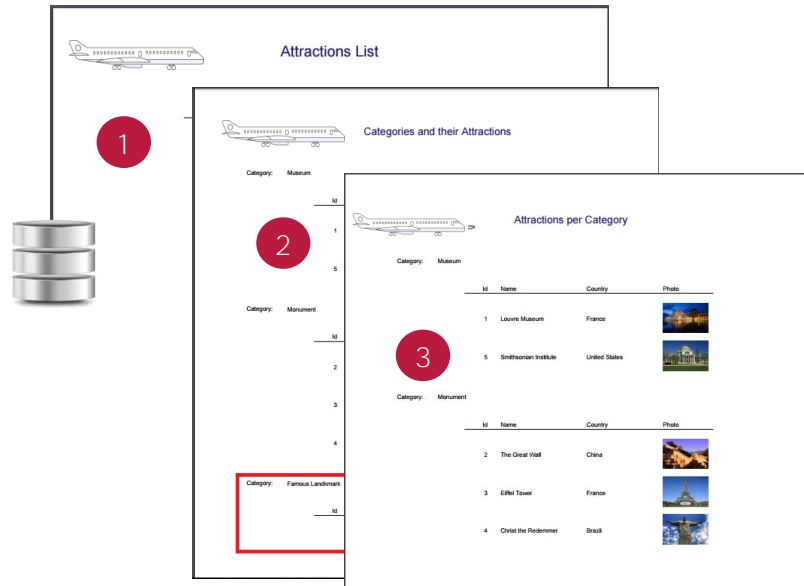 Attractions List
1
Categories and their Attractions
Category: Museum
Id
1
2
5
Category: Monument
Id
2
3
4
Category: Famous Landkmark
Id
Attractions per Category
Category: Museum
Id Name Country Photo
1 Louvre Museum France
5 Smithsonian Institute United States
3
Category: Monument
Id Name Country Photo
2 The Great Wall China
3 Eiffel Tower France
4 Christ the Redemmer Brazil